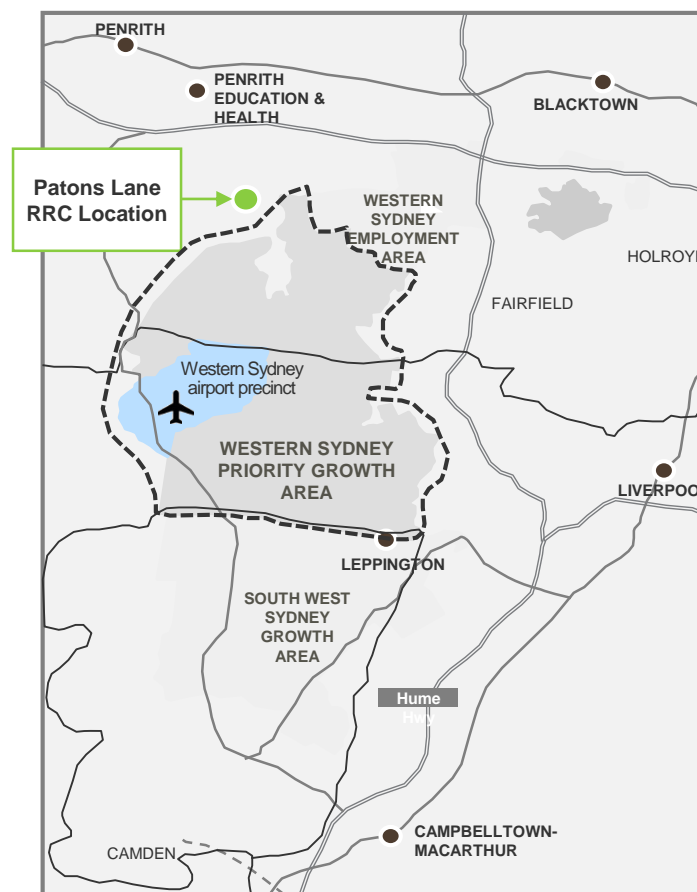 PENRITH
PENRITH
EDUCATION &
HEALTH
BLACKTOWN
Patons Lane
RRC Location
WESTERN
SYDNEY
EMPLOYMENT
AREA
HOLROY
FAIRFIELD
Western Sydney
airport precinct
WESTERN SYDNEY
PRIORITY GROWTH
AREA
LIVERPOO
LEPPINGTON
SOUTH WEST
SYDNEY
GROWTH
AREA
Hume
Hwy
CAMPBELLTOWN-
MACARTHUR
CAMDEN